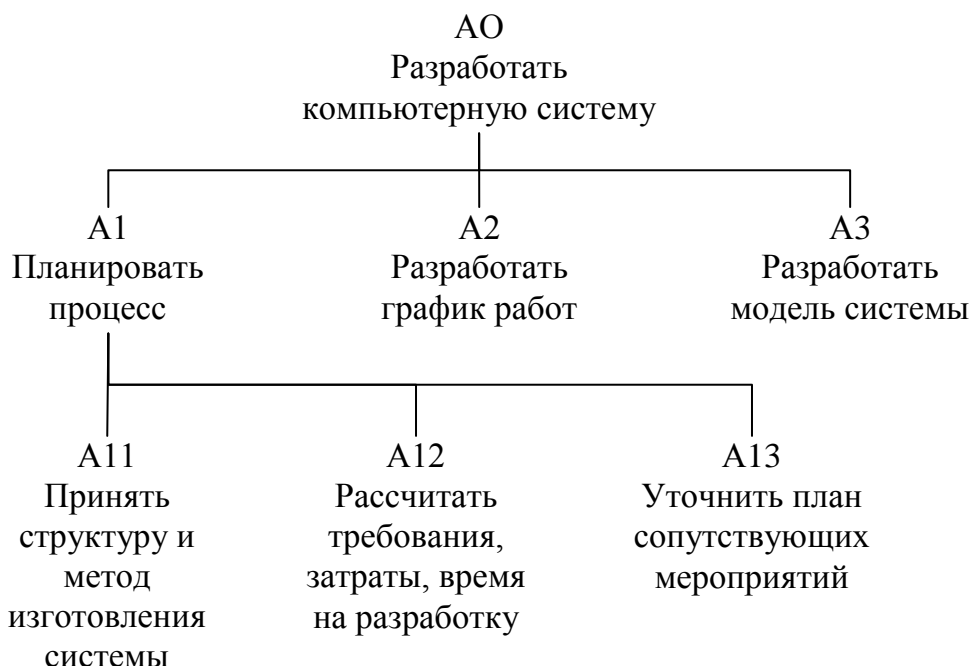 АО
Разработать
компьютерную систему
А1
Планировать
процесс
А2
Разработать
график работ
А3
Разработать
модель системы
А11
Принять
структуру и
метод
изготовления
системы
А12
Рассчитать
требования,
затраты, время
на разработку
А13
Уточнить план
сопутствующих
мероприятий